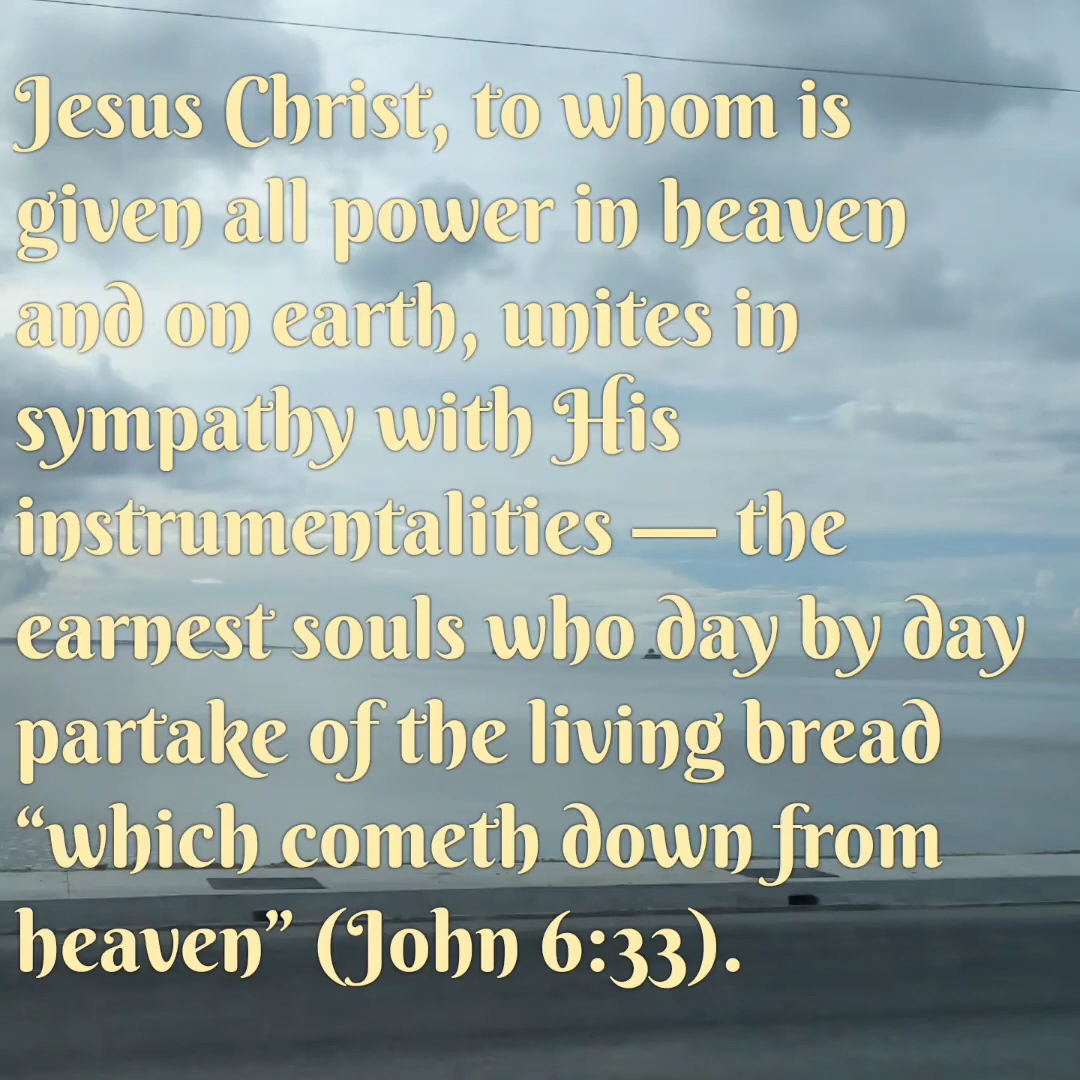 Jesus Christ, to whom is
given all power in heaven
and on earth, unites in
sympathy with His
instrumentalities — the
earnest souls who day by day
partake of the living bread
“which cometh down from
heaven” (John 6:33).